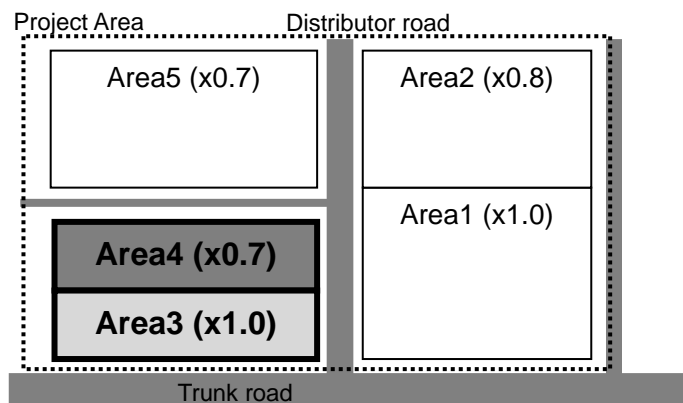 Project Area
Distributor road
Area5 (x0.7)
Area2 (x0.8)
Area1 (x1.0)
Area4 (x0.7)
Area3 (x1.0)
Trunk road